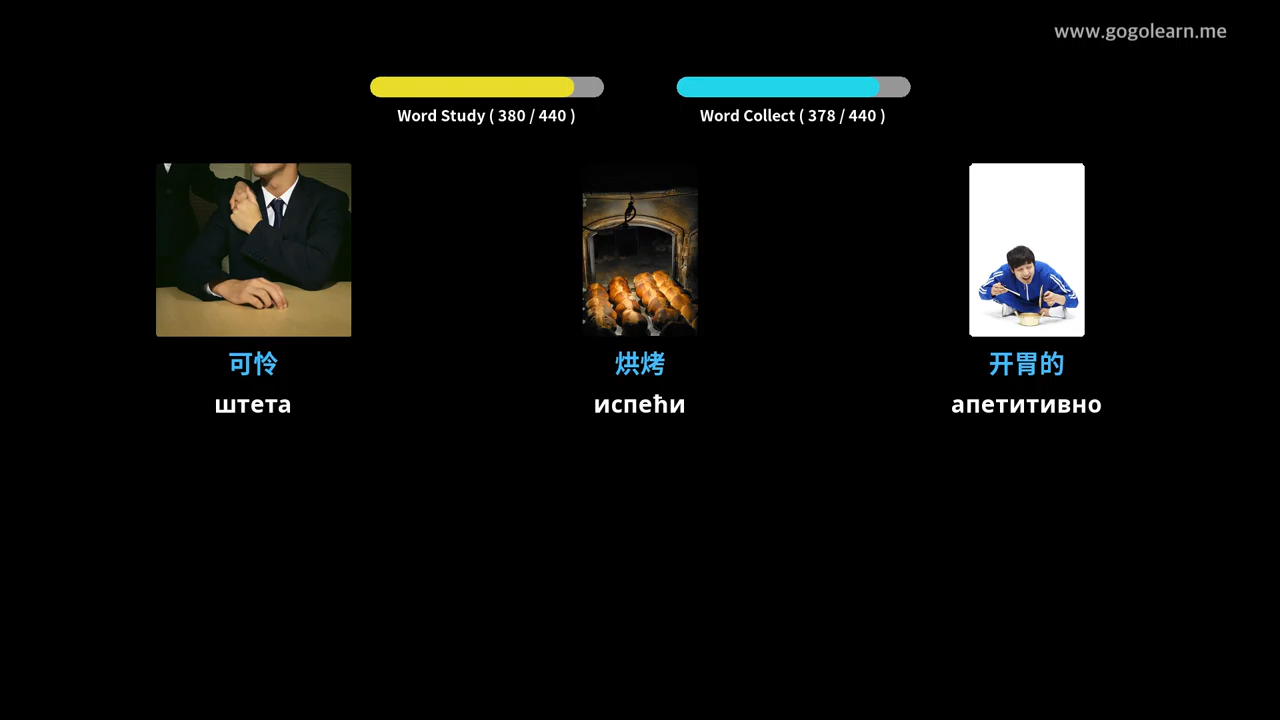 www.gogolearn.me
Word Study ( 380 / 440 )
Word Collect ( 378 / 440 )
可怜
烘烤
开胃的
штета
испећи
апетитивно